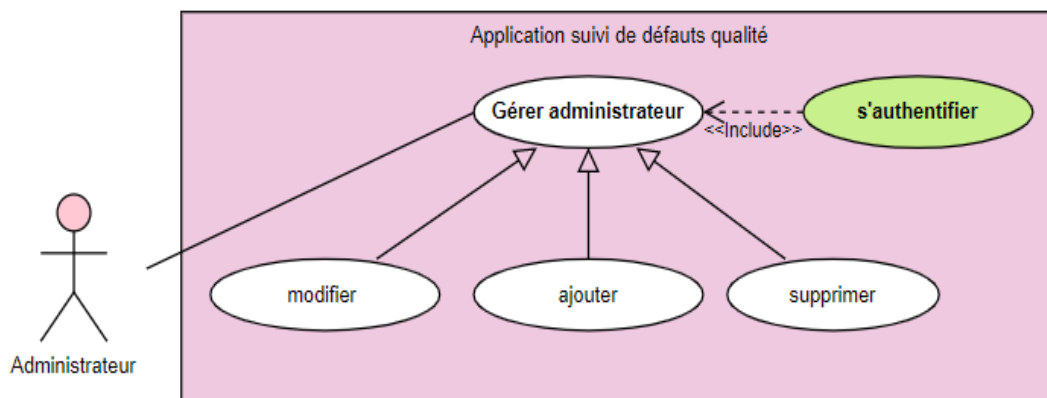 Application suivi de défauts qualité
Gérer administrateur
s'authentifier
<<Include>>
modifier
ajouter
supprimer
Administrateur